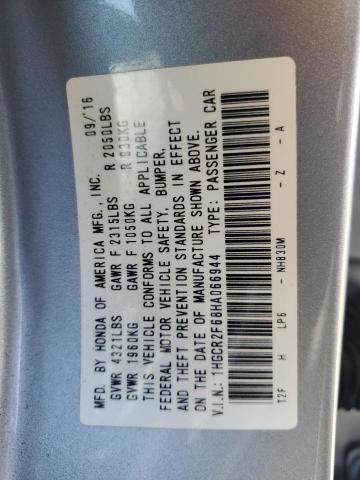 MFD. BY HONDA OF AMERICA MFG., INC. 09/16
GVWR 4321LBS GAWR F 2315LBS R 2050LBS
GVWR 1960KG GAWR F 1050KG R 930KG
THIS VEHICLE CONFORMS TO ALL APPLICABLE
FEDERAL MOTOR VEHICLE SAFETY, BUMPER,
AND THEFT PREVENTION STANDARDS IN EFFECT
ON THE DATE OF MANUFACTURE SHOWN ABOVE.
V.I.N.: 1HGCR2F68HA066944 TYPE: PASSENGER CAR
T2F H LP6 - NH830M - Z - A